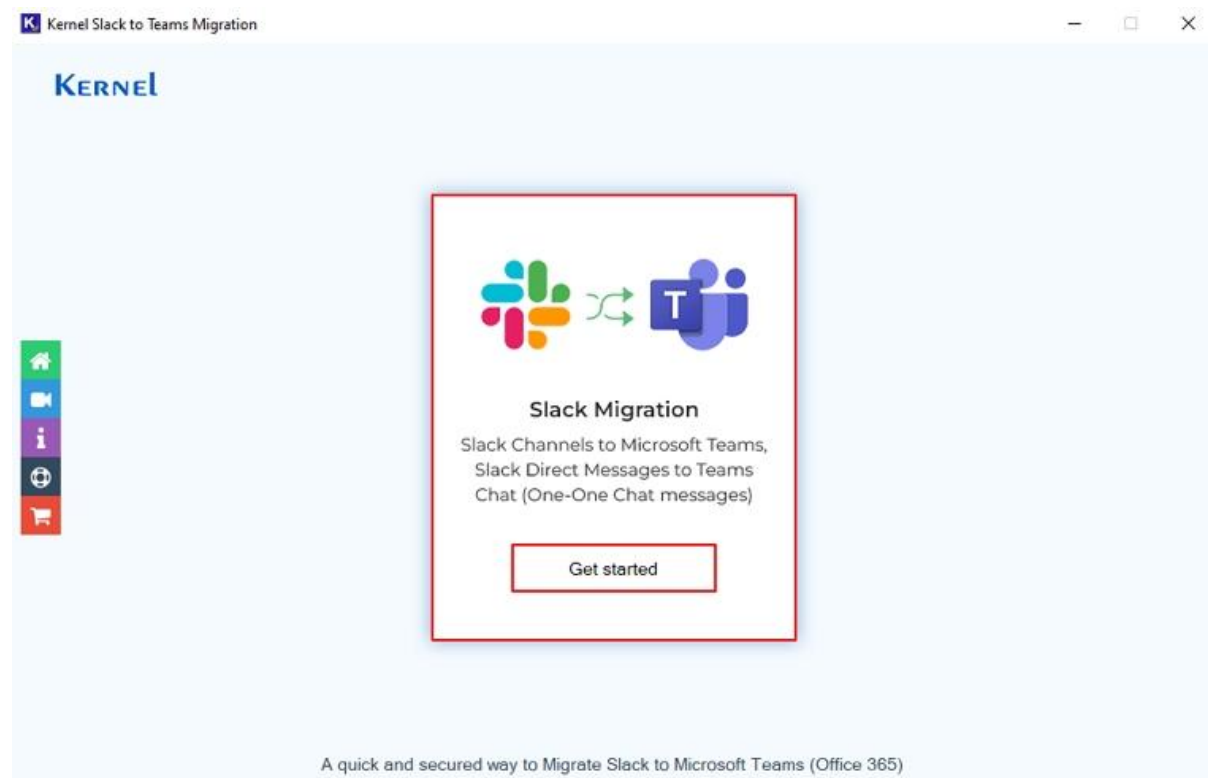 Kernel Slack to Teams Migration
KERNEL
T
Slack Migration
Slack Channels to Microsoft Teams,
Slack Direct Messages to Teams
Chat (One-One Chat messages)
Get started
A quick and secured way to Migrate Slack to Microsoft Teams (Office 365)